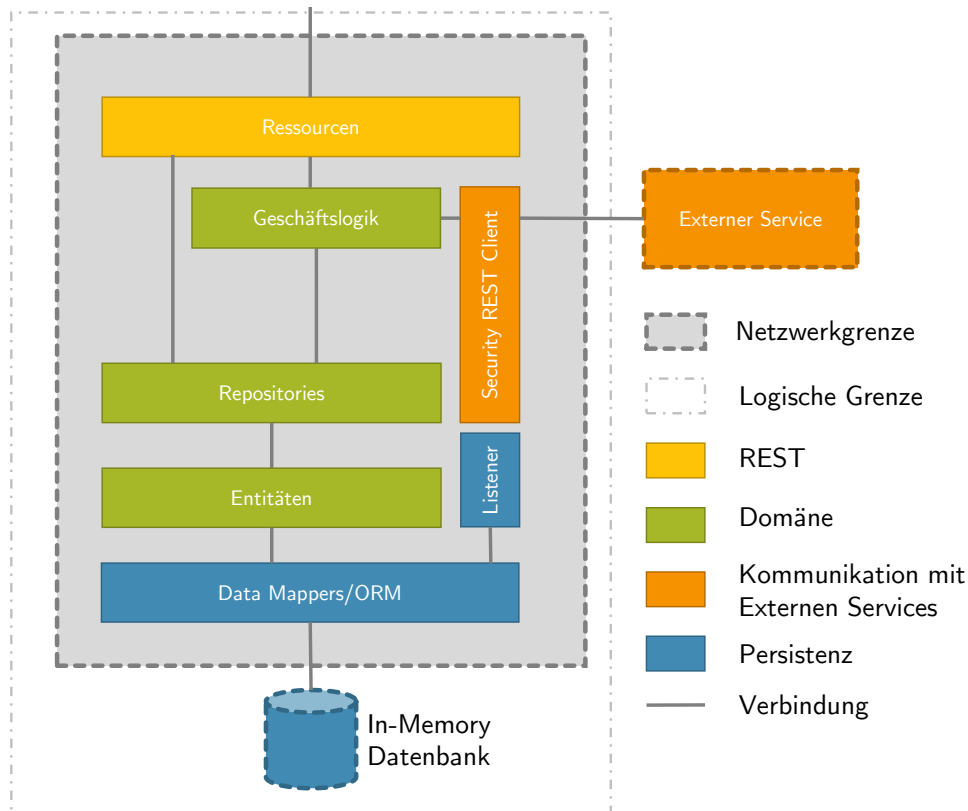 Ressourcen
Geschäftslogik
Security REST Client
Externer Service
Repositories
Listener
Entitäten
Data Mappers/ORM
In-Memory
Datenbank
Netzwerkgrenze
Logische Grenze
REST
Domäne
Kommunikation mit
Externen Services
Persistenz
Verbindung